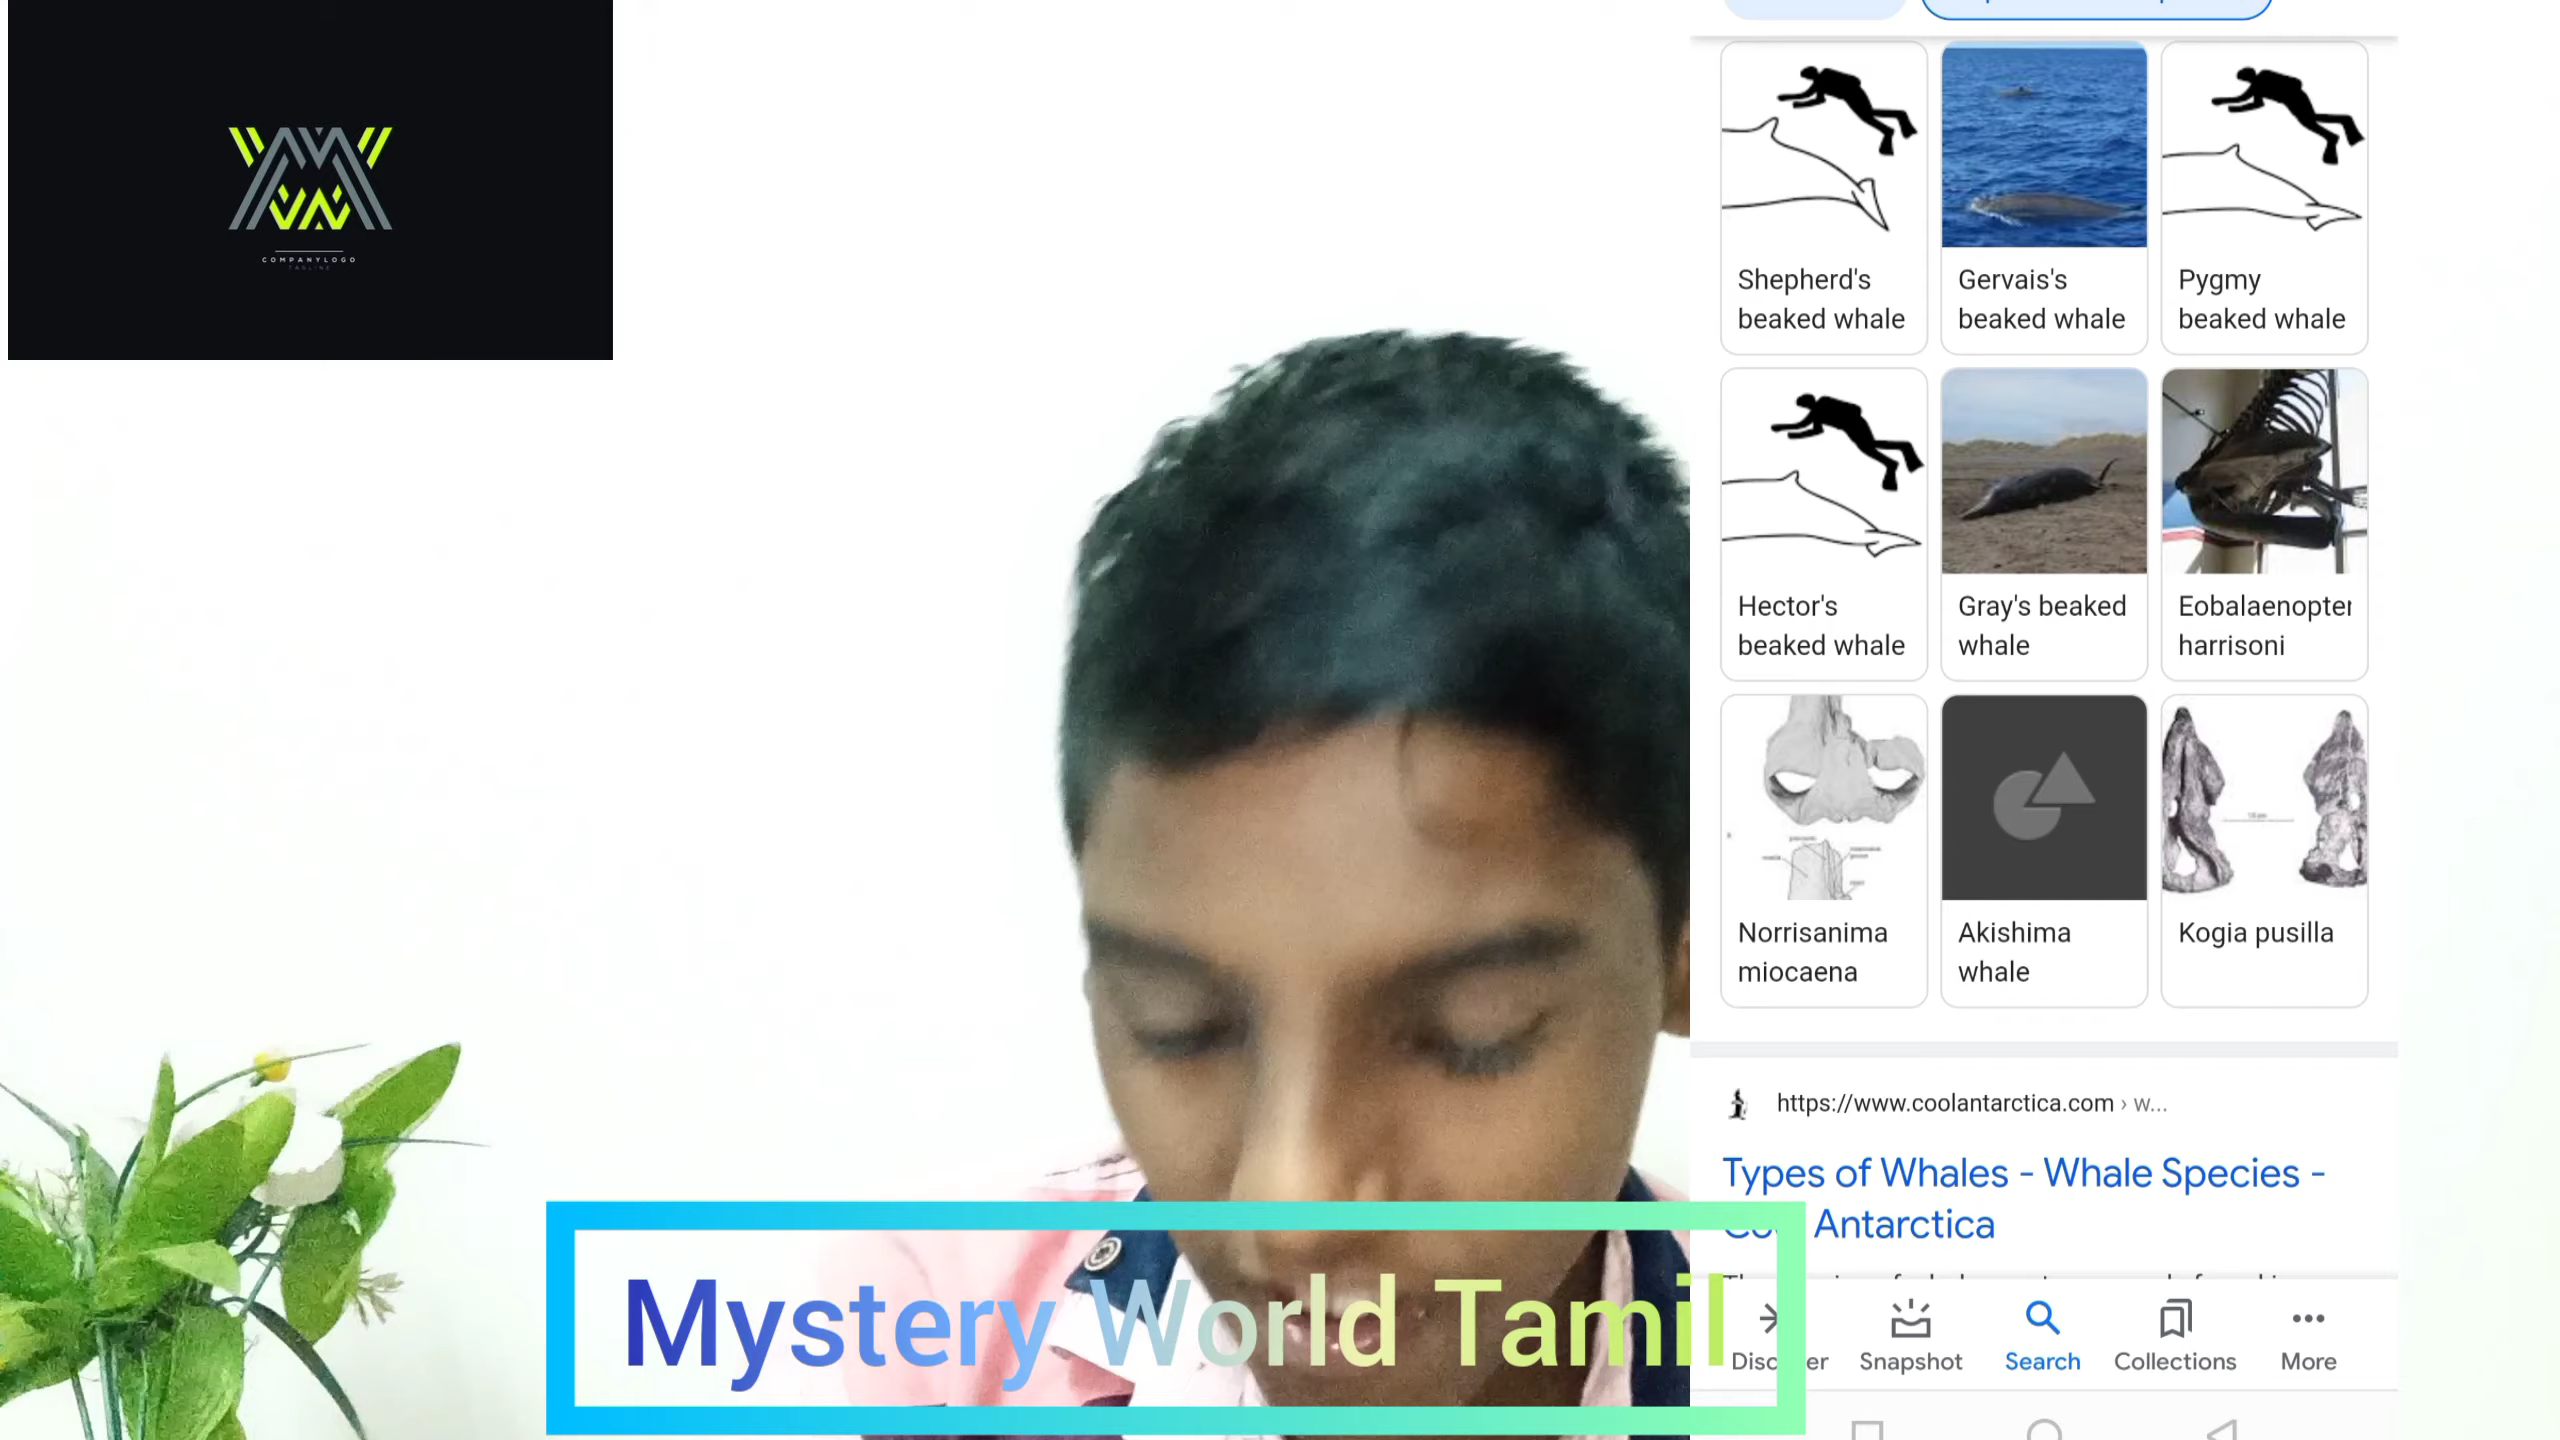 COMPANYLOGO
TAGLINE
Shepherd's
beaked whale
Gervais's
beaked whale
Pygmy
beaked whale
Hector's
beaked whale
Gray's beaked
whale
Eobalaenopter
harrisoni
Norrisanima
miocaena
Akishima
whale
Kogia pusilla
https://www.coolantarctica.com › w...
Types of Whales - Whale Species -
Antarctica
Mystery World Tamil
Snapshot
Search
Collections
More